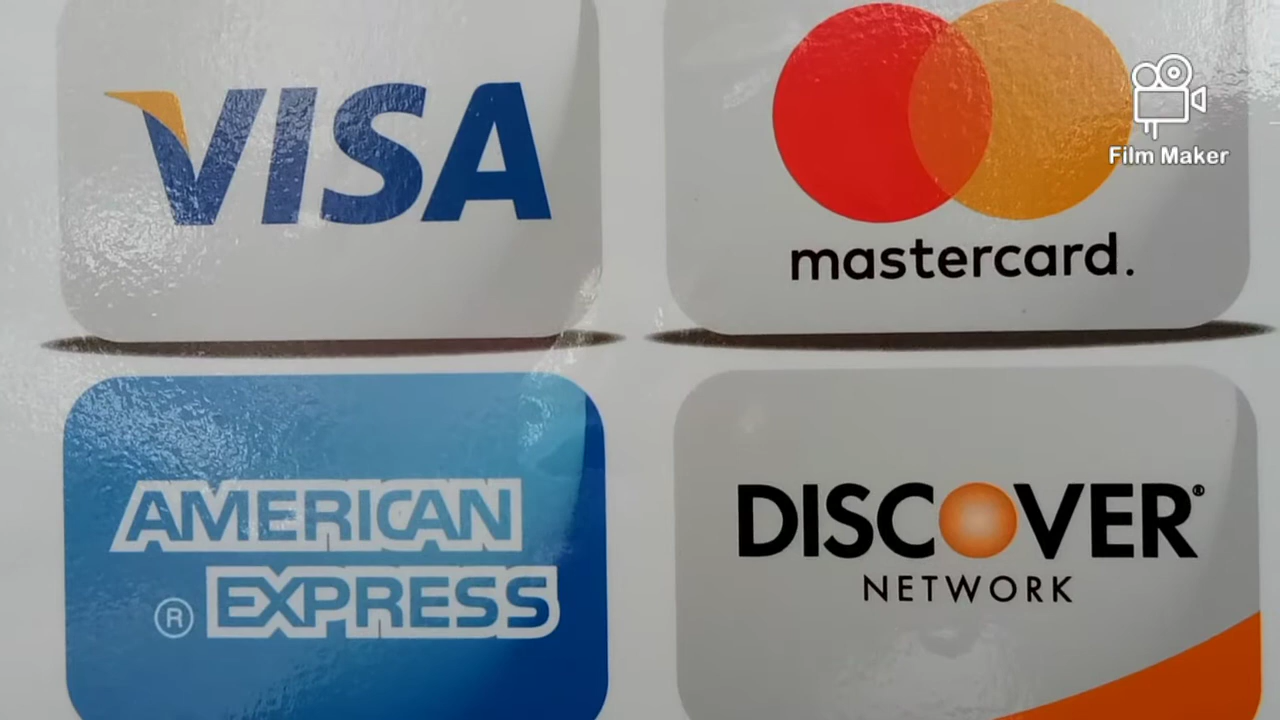 VISA
mastercard.
Film Maker
AMERICAN
EXPRESS
®
DISCOVER®
NETWORK